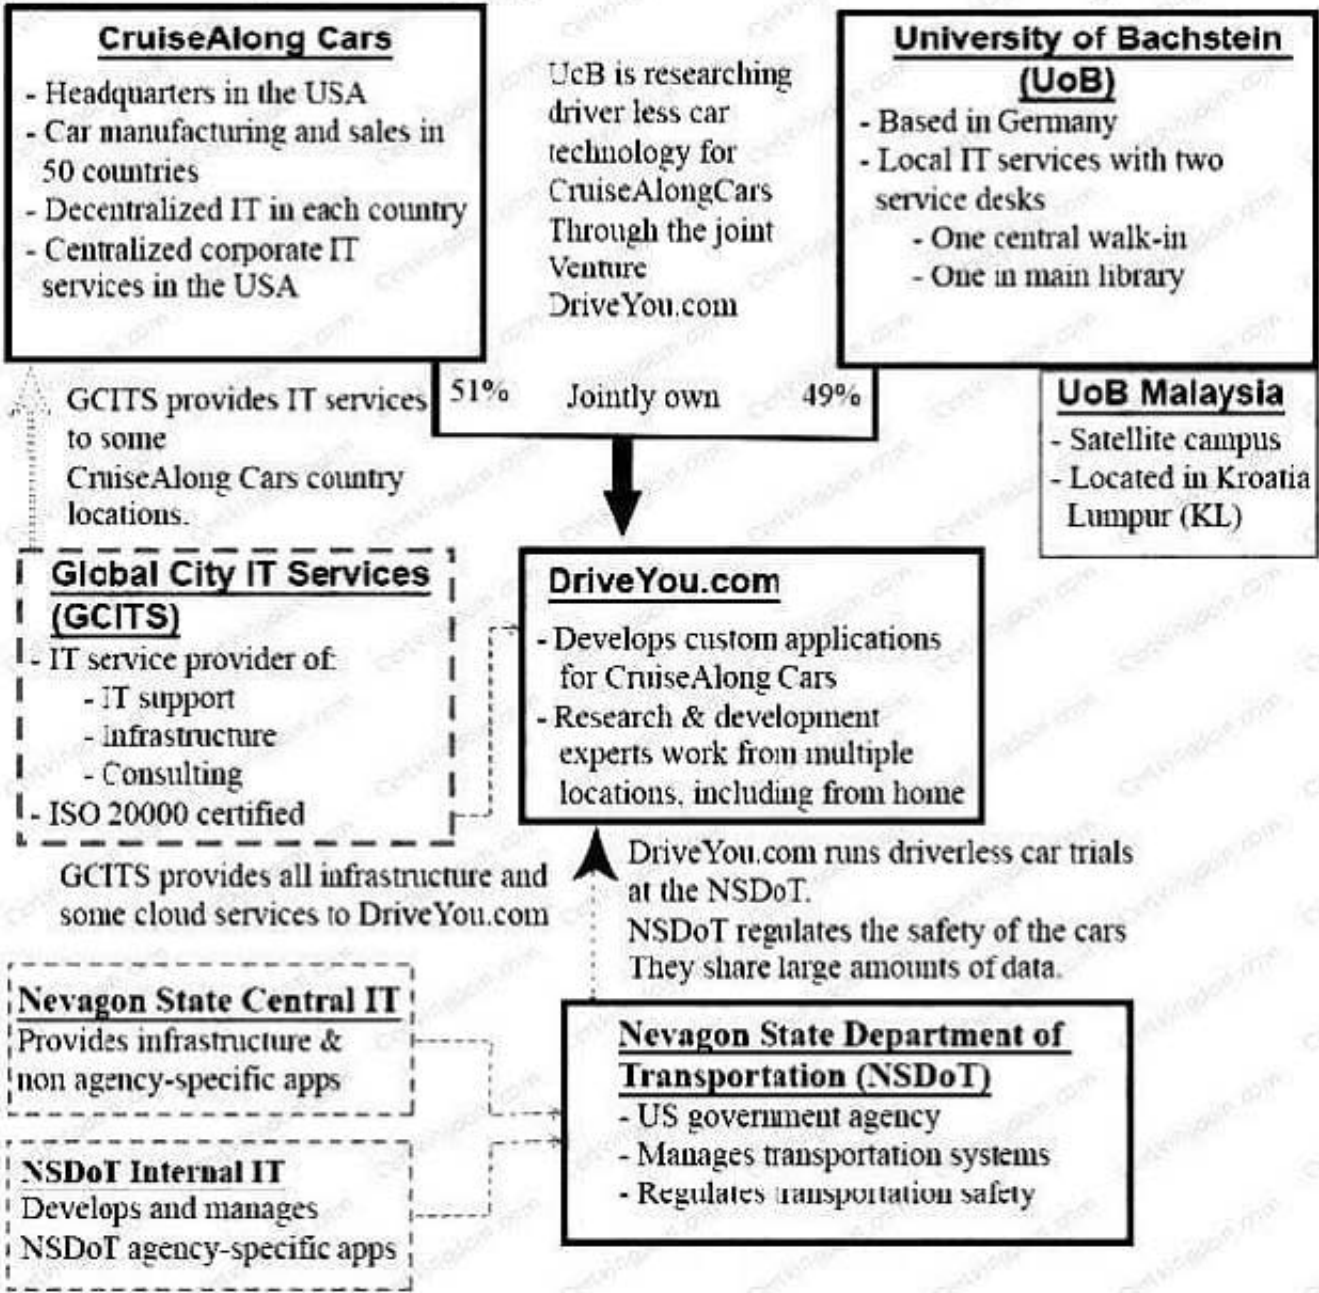 CruiseAlong Cars
- Headquarters in the USA
- Car manufacturing and sales in
50 countries
- Decentralized IT in each country
- Centralized corporate IT
services in the USA
UcB is researching
driver less car
technology for
CruiseAlongCars
Through the joint
Venture
DriveYou.com
University of Bachstein
(UoB)
- Based in Germany
- Local IT services with two
service desks
- One central walk-in
- One in main library
51% Jointly own 49%
UoB Malaysia
- Satellite campus
- Located in Kroatia
Lumpur (KL)
GCITS provides IT services
to some
CruiseAlong Cars country
locations.
Global City IT Services
(GCITS)
- IT service provider of:
- IT support
- Infrastructure
- Consulting
- ISO 20000 certified
DriveYou.com
- Develops custom applications
for CruiseAlong Cars
- Research & development
experts work from multiple
locations, including from home
GCITS provides all infrastructure and
some cloud services to DriveYou.com
DriveYou.com runs driverless car trials
at the NSDoT.
NSDoT regulates the safety of the cars
They share large amounts of data.
Nevagon State Central IT
Provides infrastructure &
non agency-specific apps
NSDoT Internal IT
Develops and manages
NSDoT agency-specific apps
Nevagon State Department of
Transportation (NSDoT)
- US government agency
- Manages transportation systems
- Regulates transportation safety